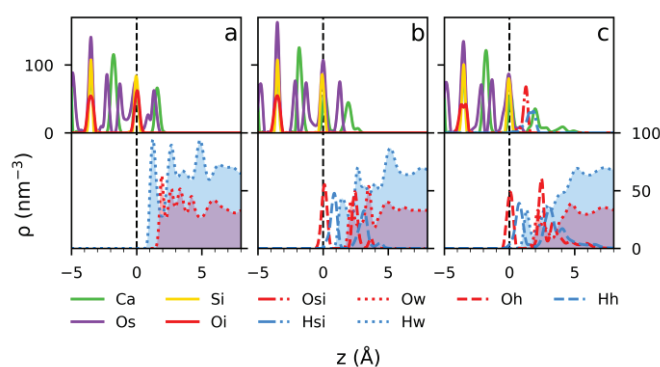 a b c
100
ρ (nm⁻³)
0 100
50
0
−5 0 5 −5 0 5 −5 0 5
Ca Si Osi Ow Oh Hh
Os Oi Hsi Hw
z (Å)